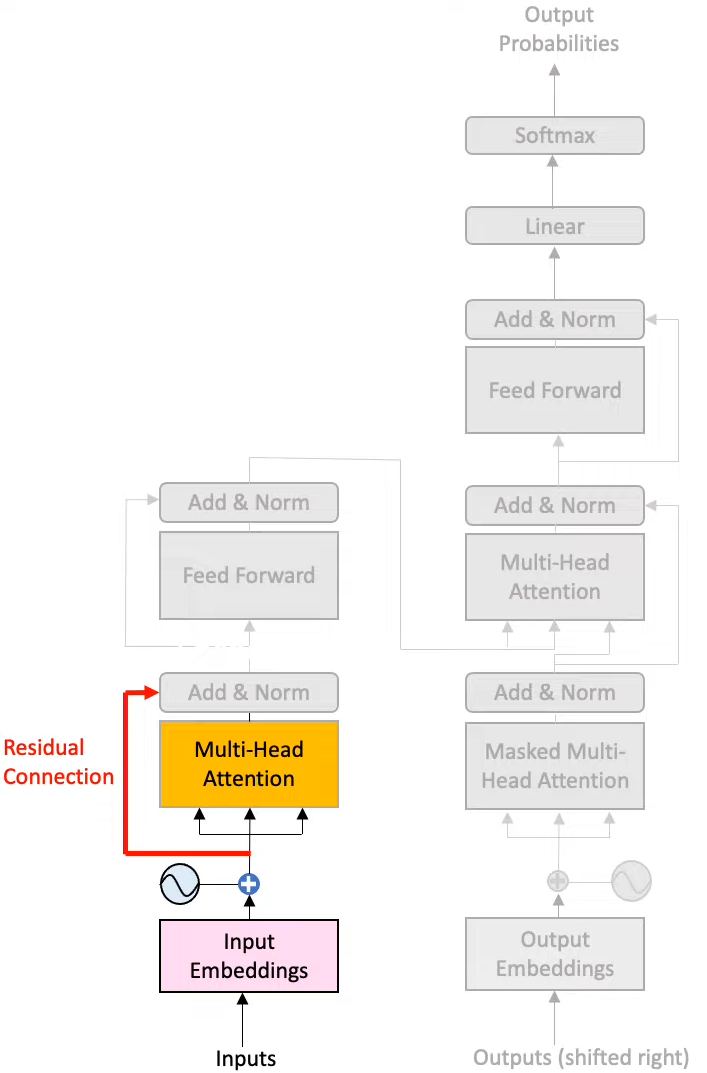 Output
Probabilities
Softmax
Linear
Add & Norm
Feed Forward
Add & Norm
Multi-Head
Attention
Add & Norm
Masked Multi-
Head Attention
Output
Embeddings
Outputs (shifted right)
Add & Norm
Feed Forward
Add & Norm
Multi-Head
Attention
Residual
Connection
Input
Embeddings
Inputs